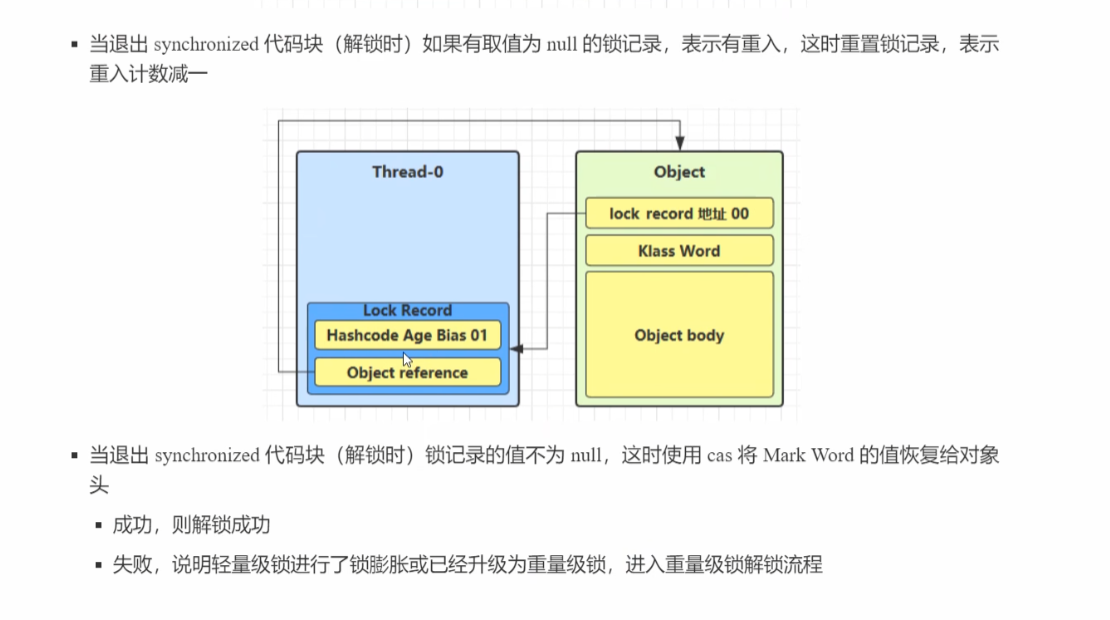 ▪ 当退出 synchronized 代码块（解锁时）如果有取值为 null 的锁记录，表示有重入，这时重置锁记录，表示
重入计数减一
Thread-0
Object
lock record 地址 00
Klass Word
Lock Record
Hashcode Age Bias 01
Object body
Object reference
▪ 当退出 synchronized 代码块（解锁时）锁记录的值不为 null，这时使用 cas 将 Mark Word 的值恢复给对象
头
▪ 成功，则解锁成功
▪ 失败，说明轻量级锁进行了锁膨胀或已经升级为重量级锁，进入重量级锁解锁流程